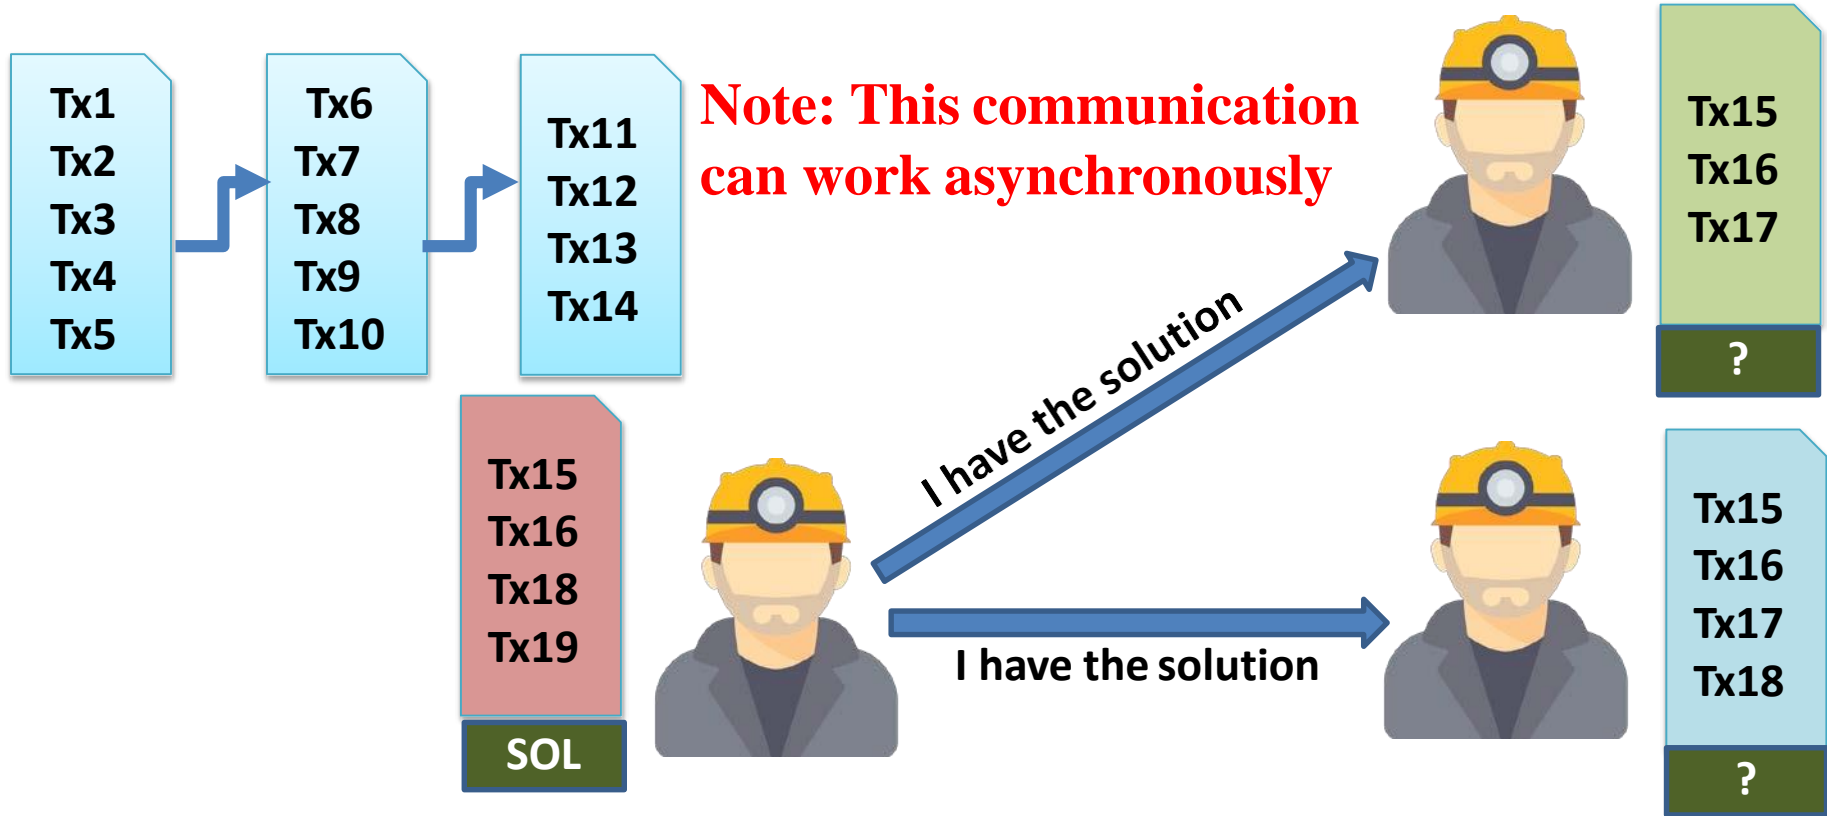 Tx1
Tx2
Tx3
Tx4
Tx5
Tx6
Tx7
Tx8
Tx9
Tx10
Tx11
Tx12
Tx13
Tx14
Note: This communication
can work asynchronously
Tx15
Tx16
Tx17
?
I have the solution
Tx15
Tx16
Tx18
Tx19
SOL
I have the solution
Tx15
Tx16
Tx17
Tx18
?